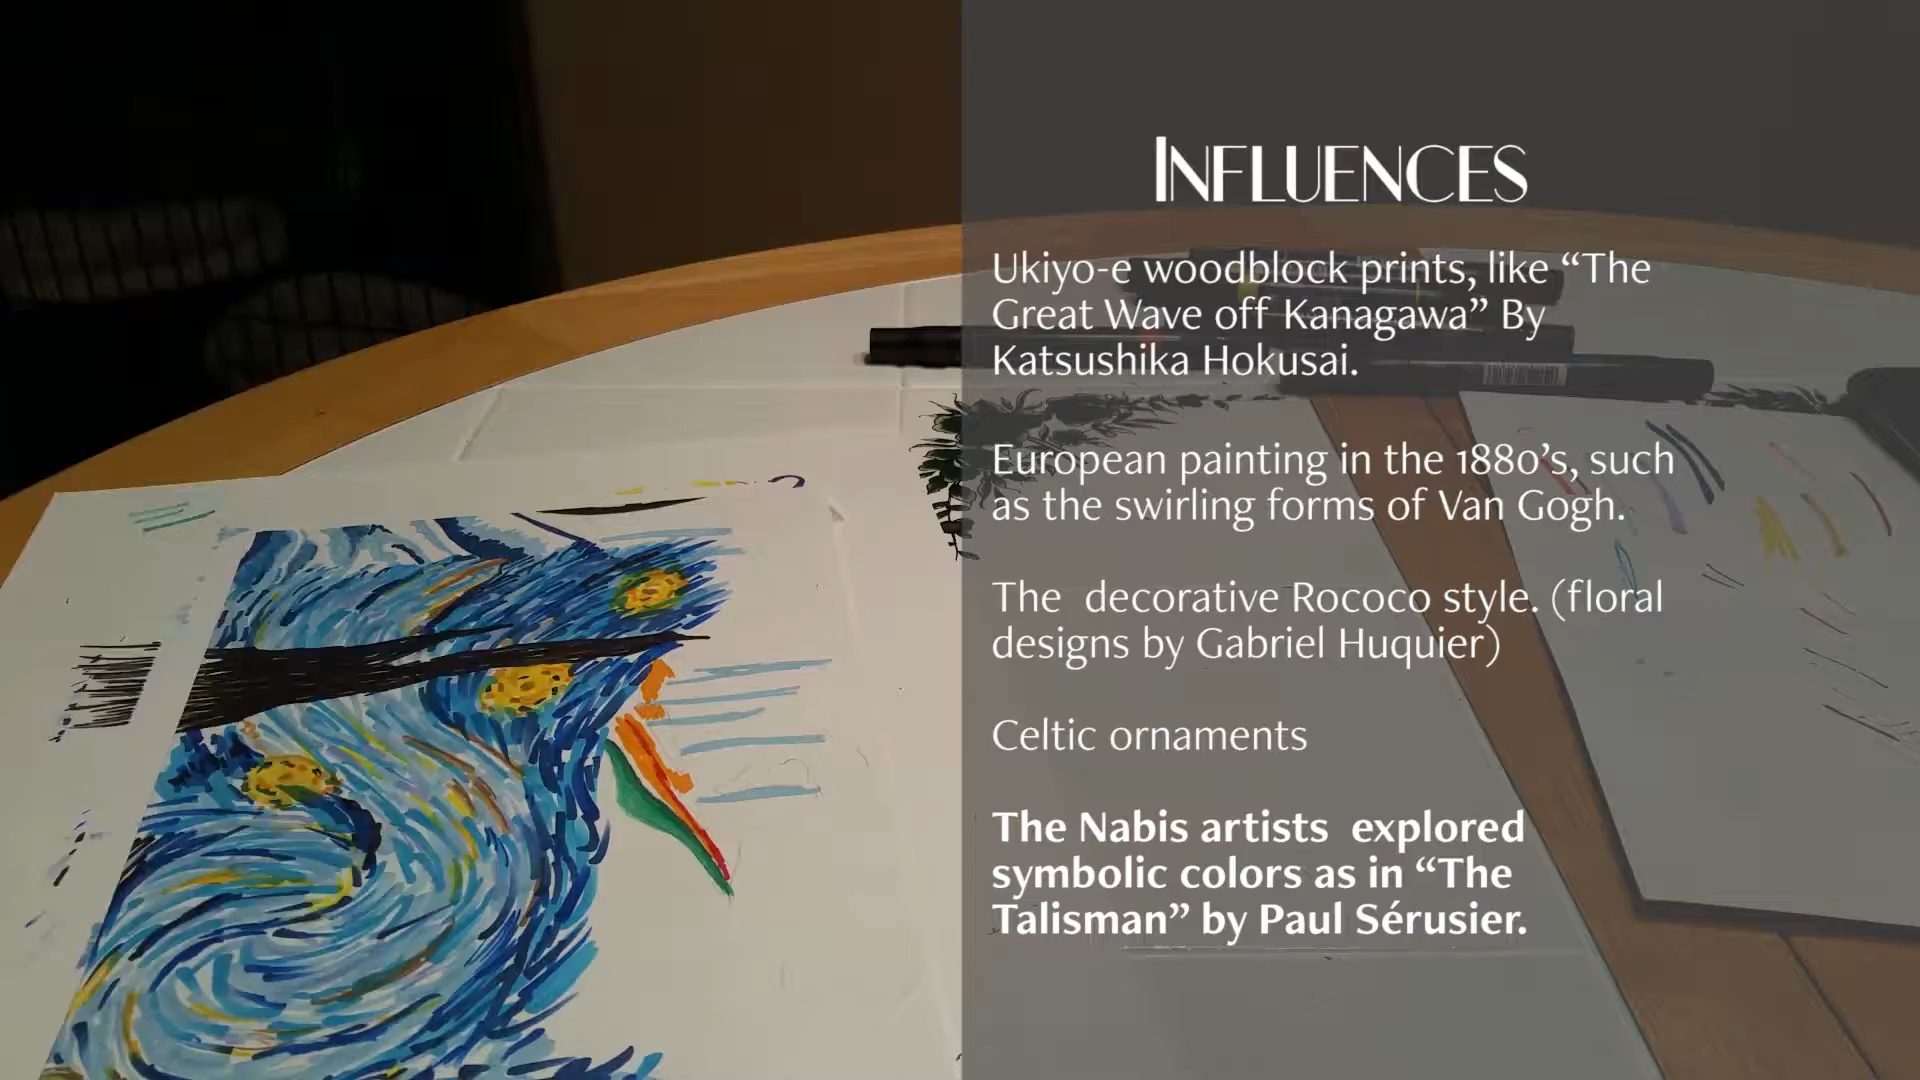 INFLUENCES
Ukiyo-e woodblock prints, like “The
Great Wave off Kanagawa” By
Katsushika Hokusai.
European painting in the 1880’s, such
as the swirling forms of Van Gogh.
The  decorative Rococo style. (floral
designs by Gabriel Huquier)
Celtic ornaments
The Nabis artists  explored
symbolic colors as in “The
Talisman” by Paul Sérusier.